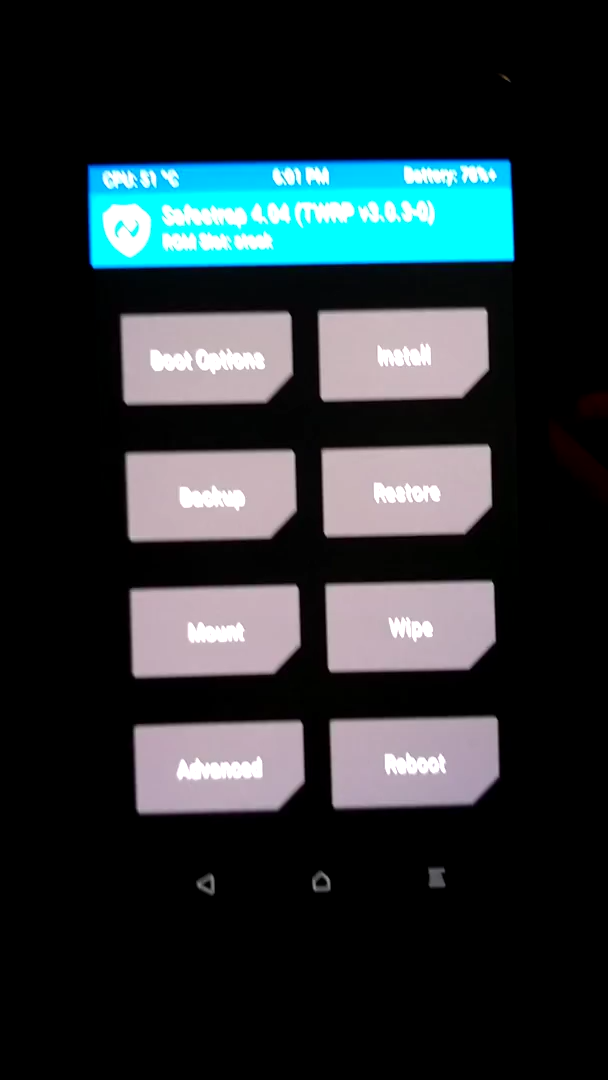 CPU: 51 °C 6:01 PM Battery: 76%+
Safestrap 4.04 (TWRP v3.0.3-0)
ROM Slot: stock
Boot Options Install
Backup Restore
Mount Wipe
Advanced Reboot